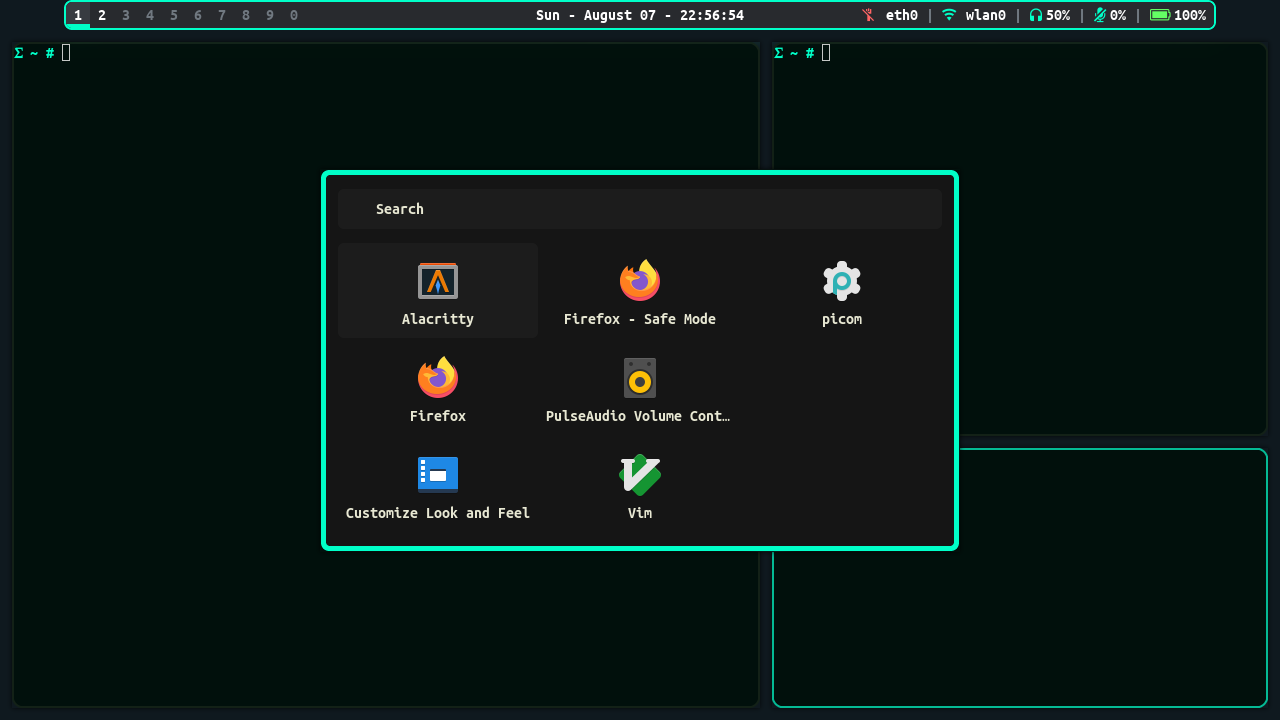 1 2 3 4 5 6 7 8 9 0 Sun - August 07 - 22:56:54 eth0 | wlan0 | 50% | 0% | 100%
Σ ~ #
Σ ~ #
Search
Alacritty Firefox - Safe Mode picom
Firefox PulseAudio Volume Cont…
Customize Look and Feel Vim